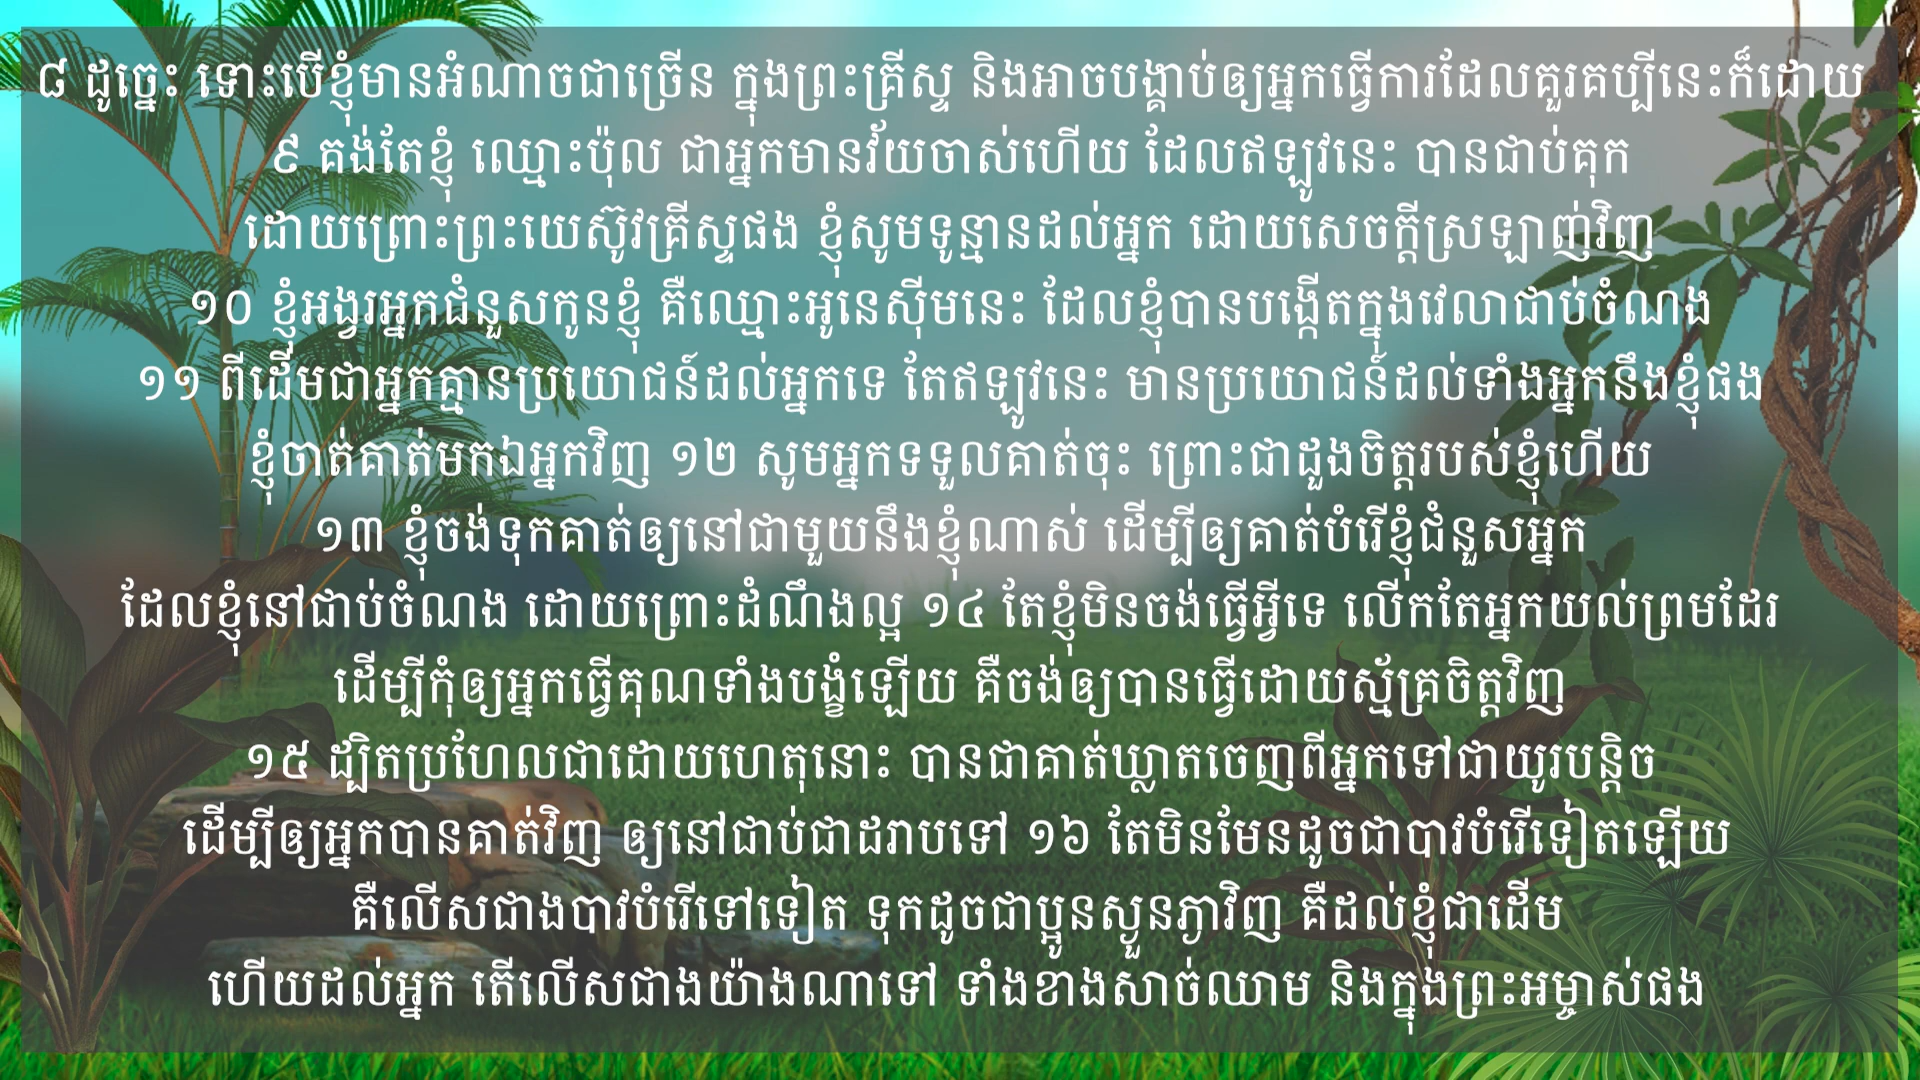 ៨ ដូច្នេះ ទោះបើខ្ញុំមានអំណាចជាច្រើន ក្នុងព្រះគ្រីស្ទ និងអាចបង្គាប់ឲ្យអ្នកធ្វើការដែលគួរគប្បីនេះក៏ដោយ
៩ គង់តែខ្ញុំ ឈ្មោះប៉ុល ជាអ្នកមានវ័យចាស់ហើយ ដែលឥឡូវនេះ បានជាប់គុក
ដោយព្រោះព្រះយេស៊ូវគ្រីស្ទផង ខ្ញុំសូមទូន្មានដល់អ្នក ដោយសេចក្ដីស្រឡាញ់វិញ
១០ ខ្ញុំអង្វរអ្នកជំនួសកូនខ្ញុំ គឺឈ្មោះអូនេស៊ីមនេះ ដែលខ្ញុំបានបង្កើតក្នុងវេលាជាប់ចំណង
១១ ពីដើមជាអ្នកគ្មានប្រយោជន៍ដល់អ្នកទេ តែឥឡូវនេះ មានប្រយោជន៍ដល់ទាំងអ្នកនឹងខ្ញុំផង
ខ្ញុំចាត់គាត់មកឯអ្នកវិញ ១២ សូមអ្នកទទួលគាត់ចុះ ព្រោះជាដួងចិត្តរបស់ខ្ញុំហើយ
១៣ ខ្ញុំចង់ទុកគាត់ឲ្យនៅជាមួយនឹងខ្ញុំណាស់ ដើម្បីឲ្យគាត់បំរើខ្ញុំជំនួសអ្នក
ដែលខ្ញុំនៅជាប់ចំណង ដោយព្រោះដំណឹងល្អ ១៤ តែខ្ញុំមិនចង់ធ្វើអ្វីទេ លើកតែអ្នកយល់ព្រមដែរ
ដើម្បីកុំឲ្យអ្នកធ្វើគុណទាំងបង្ខំឡើយ គឺចង់ឲ្យបានធ្វើដោយស្ម័គ្រចិត្តវិញ
១៥ ដ្បិតប្រហែលជាដោយហេតុនោះ បានជាគាត់ឃ្លាតចេញពីអ្នកទៅជាយូរបន្តិច
ដើម្បីឲ្យអ្នកបានគាត់វិញ ឲ្យនៅជាប់ជាដរាបទៅ ១៦ តែមិនមែនដូចជាបាវបំរើទៀតឡើយ
គឺលើសជាងបាវបំរើទៅទៀត ទុកដូចជាប្អូនស្ងួនភ្ងាវិញ គឺដល់ខ្ញុំជាដើម
ហើយដល់អ្នក តើលើសជាងយ៉ាងណាទៅ ទាំងខាងសាច់ឈាម និងក្នុងព្រះអម្ចាស់ផង